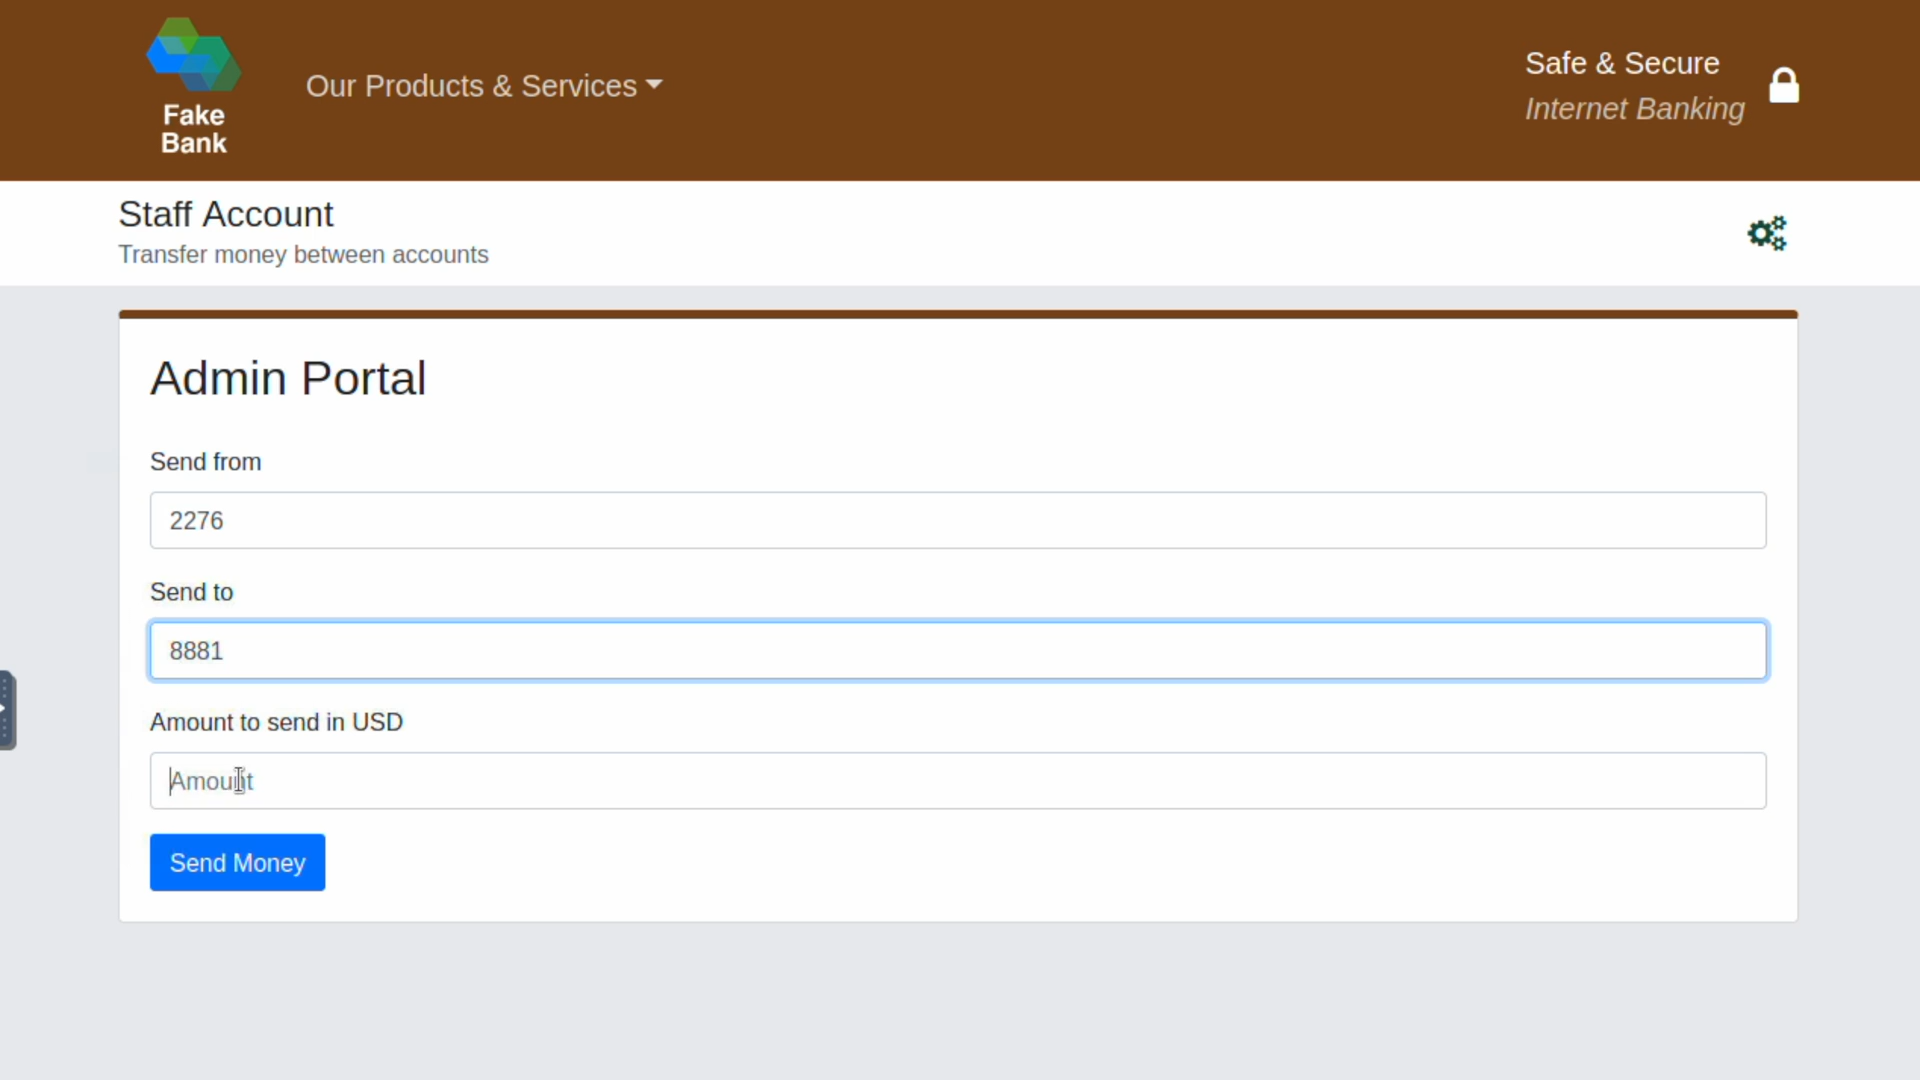 Fake
Bank
Our Products & Services
Safe & Secure
Internet Banking
Staff Account
Transfer money between accounts
Admin Portal
Send from
2276
Send to
8881
Amount to send in USD
Amount
Send Money